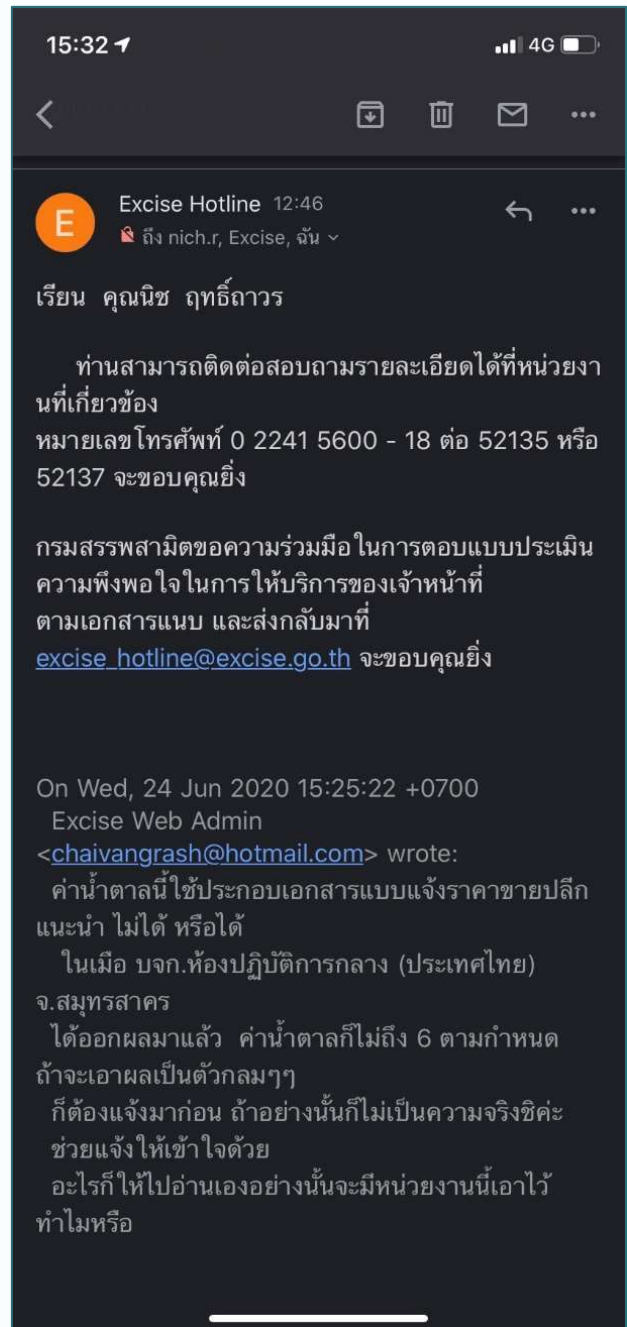 15:32
4G
Excise Hotline 12:46
E
ถึง nich.r, Excise, ฉัน
เรียน คุณนิช ฤทธิ์ถาวร
ท่านสามารถติดต่อสอบถามรายละเอียดได้ที่หน่วยงา
นที่เกี่ยวข้อง
หมายเลขโทรศัพท์ 0 2241 5600 - 18 ต่อ 52135 หรือ
52137 จะขอบคุณยิ่ง
กรมสรรพสามิตขอความร่วมมือในการตอบแบบประเมิน
ความพึงพอใจในการให้บริการของเจ้าหน้าที่
ตามเอกสารแนบ และส่งกลับมาที่
excise_hotline@excise.go.th จะขอบคุณยิ่ง
On Wed, 24 Jun 2020 15:25:22 +0700
Excise Web Admin
<chaivangrash@hotmail.com> wrote:
ค่าน้ำตาลนี้ใช้ประกอบเอกสารแบบแจ้งราคาขายปลีก
แนะนำ ไม่ได้ หรือได้
ในเมือ บจก.ห้องปฏิบัติการกลาง (ประเทศไทย)
จ.สมุทรสาคร
ได้ออกผลมาแล้ว ค่าน้ำตาลก็ไม่ถึง 6 ตามกำหนด
ถ้าจะเอาผลเป็นตัวกลมๆๆ
ก็ต้องแจ้งมาก่อน ถ้าอย่างนั้นก็ไม่เป็นความจริงชิค่ะ
ช่วยแจ้งให้เข้าใจด้วย
อะไรก็ให้ไปอ่านเองอย่างนั้นจะมีหน่วยงานนี้เอาไว้
ทำไมหรือ